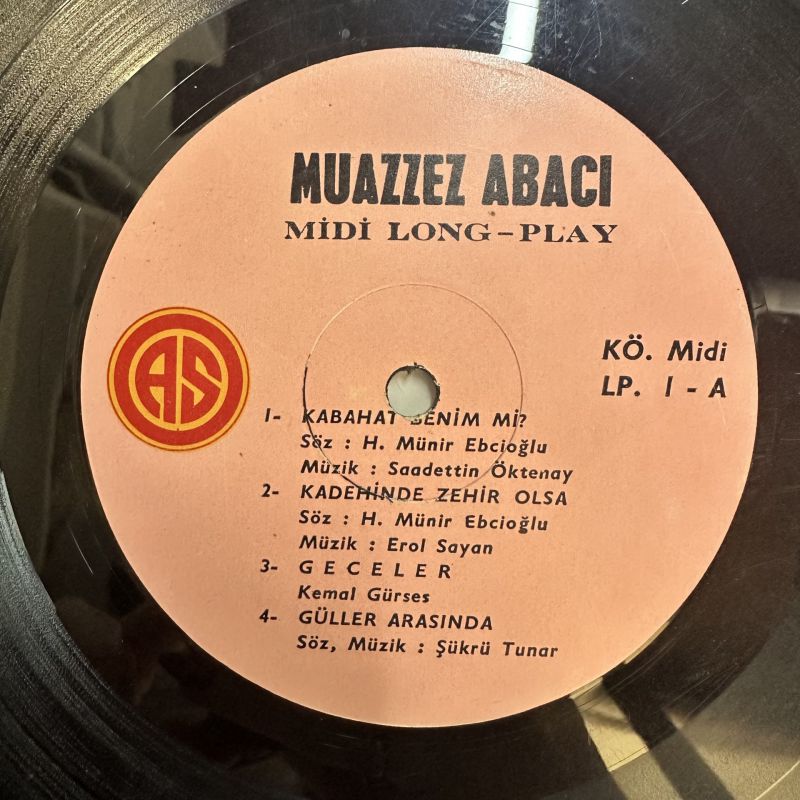 MUAZZEZ ABACI
MİDİ LONG-PLAY
AS
KÖ. Midi
LP. 1 - A
1- KABAHAT BENİM Mİ?
Söz : H. Münir Ebcioğlu
Müzik : Saadettin Öktenay
2- KADEHİNDE ZEHİR OLSA
Söz : H. Münir Ebcioğlu
Müzik : Erol Sayan
3- G E C E L E R
Kemal Gürses
4- GÜLLER ARASINDA
Söz, Müzik : Şükrü Tunar